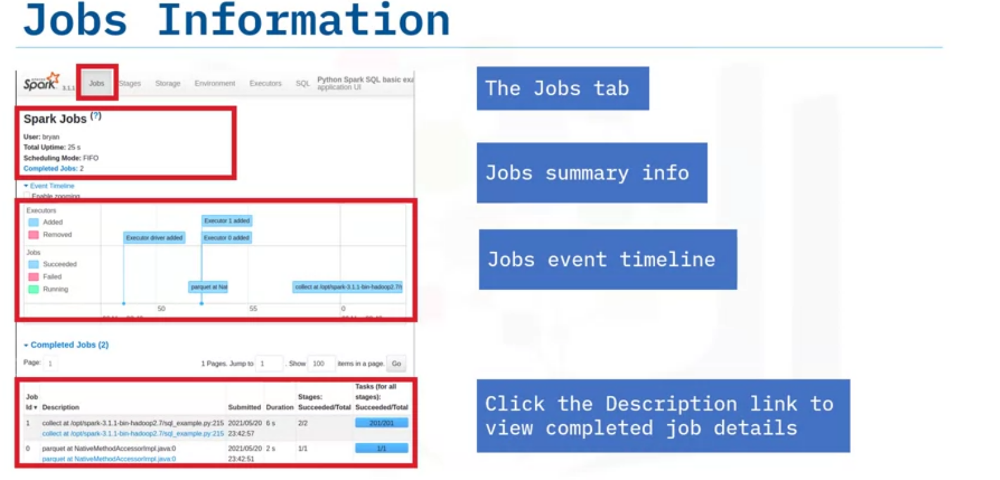 Jobs Information
APACHE Spark 3.1.1 Jobs Stages Storage Environment Executors SQL Python Spark SQL basic exa
application UI
The Jobs tab
Spark Jobs (?)
User: bryan
Total Uptime: 25 s
Scheduling Mode: FIFO
Completed Jobs: 2
Jobs summary info
Event Timeline
Enable zooming
Executors
Added
Removed
Executor 1 added
Executor driver added
Executor 0 added
Jobs
Succeeded
Failed
Running
parquet at Nat
collect at /opt/spark-3.1.1-bin-hadoop2.7/
50 55 0
Jobs event timeline
Completed Jobs (2)
Page: 1
1 Pages. Jump to 1 . Show 100 items in a page. Go
Job Id ▾ Description Submitted Duration Stages: Succeeded/Total Tasks (for all stages): Succeeded/Total
1 collect at /opt/spark-3.1.1-bin-hadoop2.7/sql_example.py:215 2021/05/20 6 s 2/2 201/201
collect at /opt/spark-3.1.1-bin-hadoop2.7/sql_example.py:215 23:42:57
0 parquet at NativeMethodAccessorImpl.java:0 2021/05/20 2 s 1/1 1/1
parquet at NativeMethodAccessorImpl.java:0 23:42:51
Click the Description link to
view completed job details